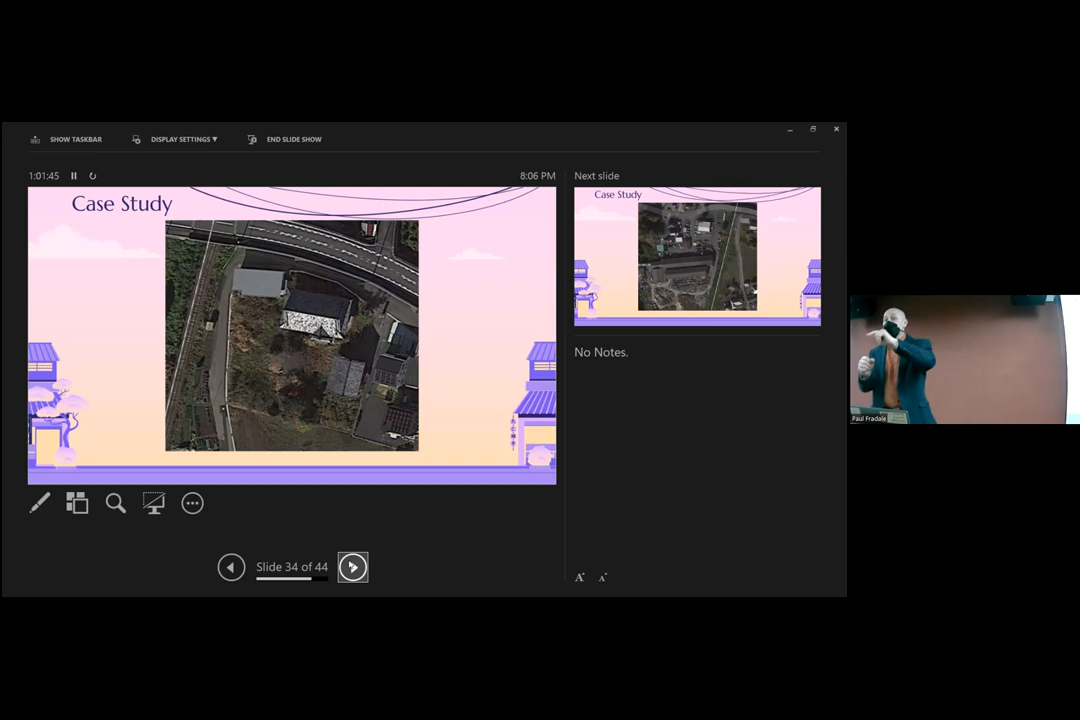 SHOW TASKBAR
DISPLAY SETTINGS ▼
END SLIDE SHOW
1:01:45
8:06 PM
Case Study
Slide 34 of 44
Next slide
Case Study
No Notes.
A A
Paul Fradale